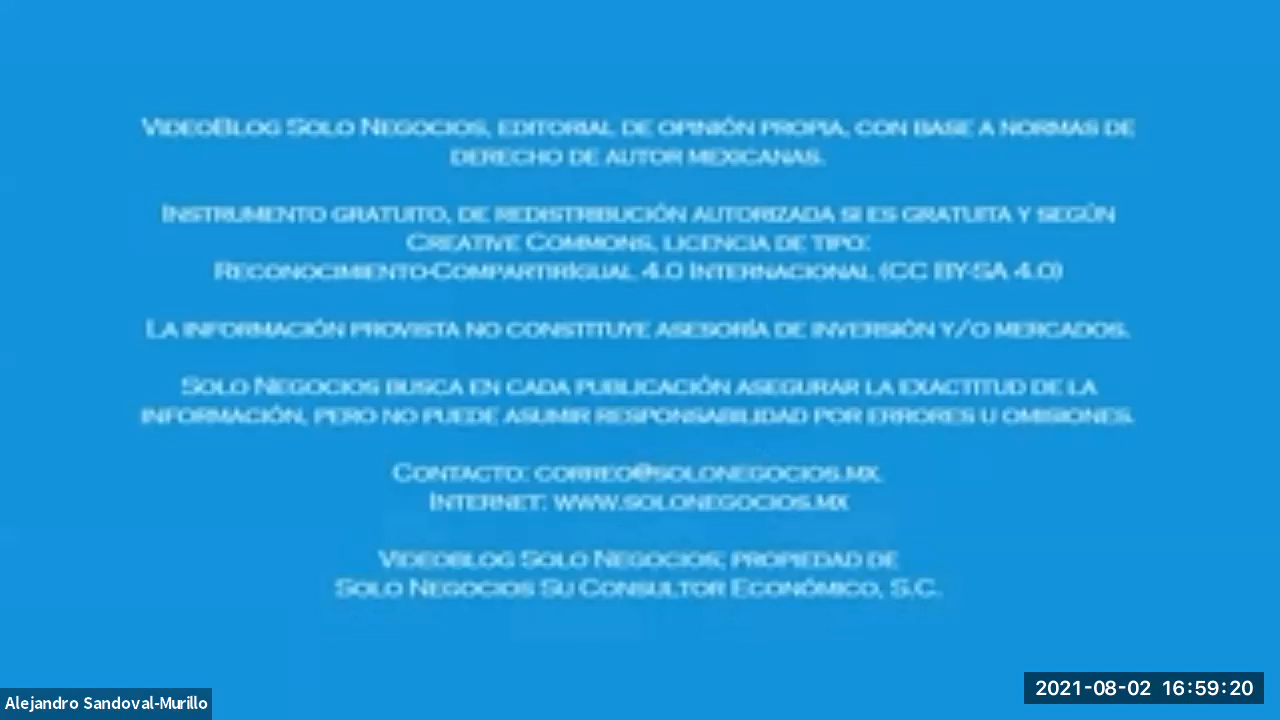 VideoBlog Solo Negocios, editorial de opinión propia, con base a normas de
derecho de autor mexicanas.
Instrumento gratuito, de redistribución autorizada si es gratuita y según
Creative Commons, licencia de tipo:
Reconocimiento-CompartirIgual 4.0 Internacional (CC BY-SA 4.0)
La información provista no constituye asesoría de inversión y/o mercados.
Solo Negocios busca en cada publicación asegurar la exactitud de la
información, pero no puede asumir responsabilidad por errores u omisiones.
Contacto: correo@solonegocios.mx.
Internet: www.solonegocios.mx
Videoblog Solo Negocios; propiedad de
Solo Negocios Su Consultor Económico, S.C.
Alejandro Sandoval-Murillo
2021-08-02 16:59:20